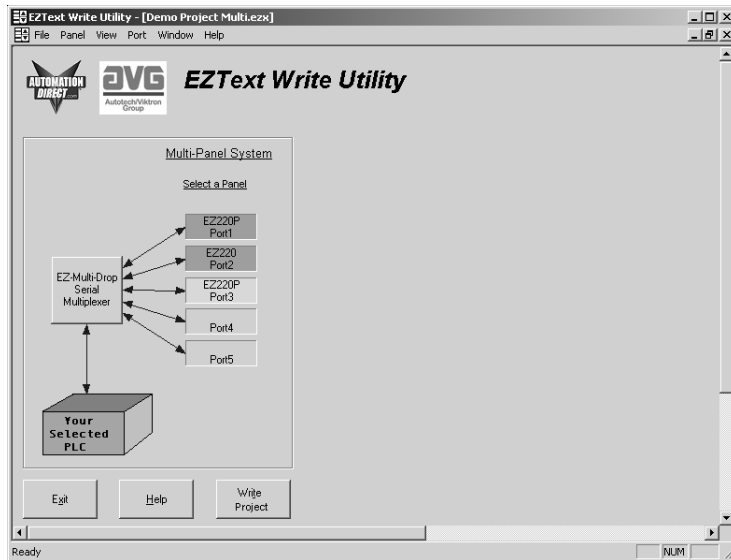 EZText Write Utility - [Demo Project Multi.ezx]
File Panel View Port Window Help
AUTOMATION
DIRECT.com
AVG
Autotech/Viktron
Group
EZText Write Utility
Multi-Panel System
Select a Panel
EZ220P
Port1
EZ220
Port2
EZ220P
Port3
Port4
Port5
EZ-Multi-Drop
Serial
Multiplexer
Your
Selected
PLC
Exit
Help
Write
Project
Ready
NUM